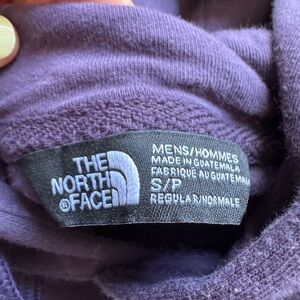 THE
NORTH
FACE®
MENS/HOMMES
MADE IN GUATEMALA
FABRIQUÉ AU GUATEMALA
S/P
REGULAR/NORMALE